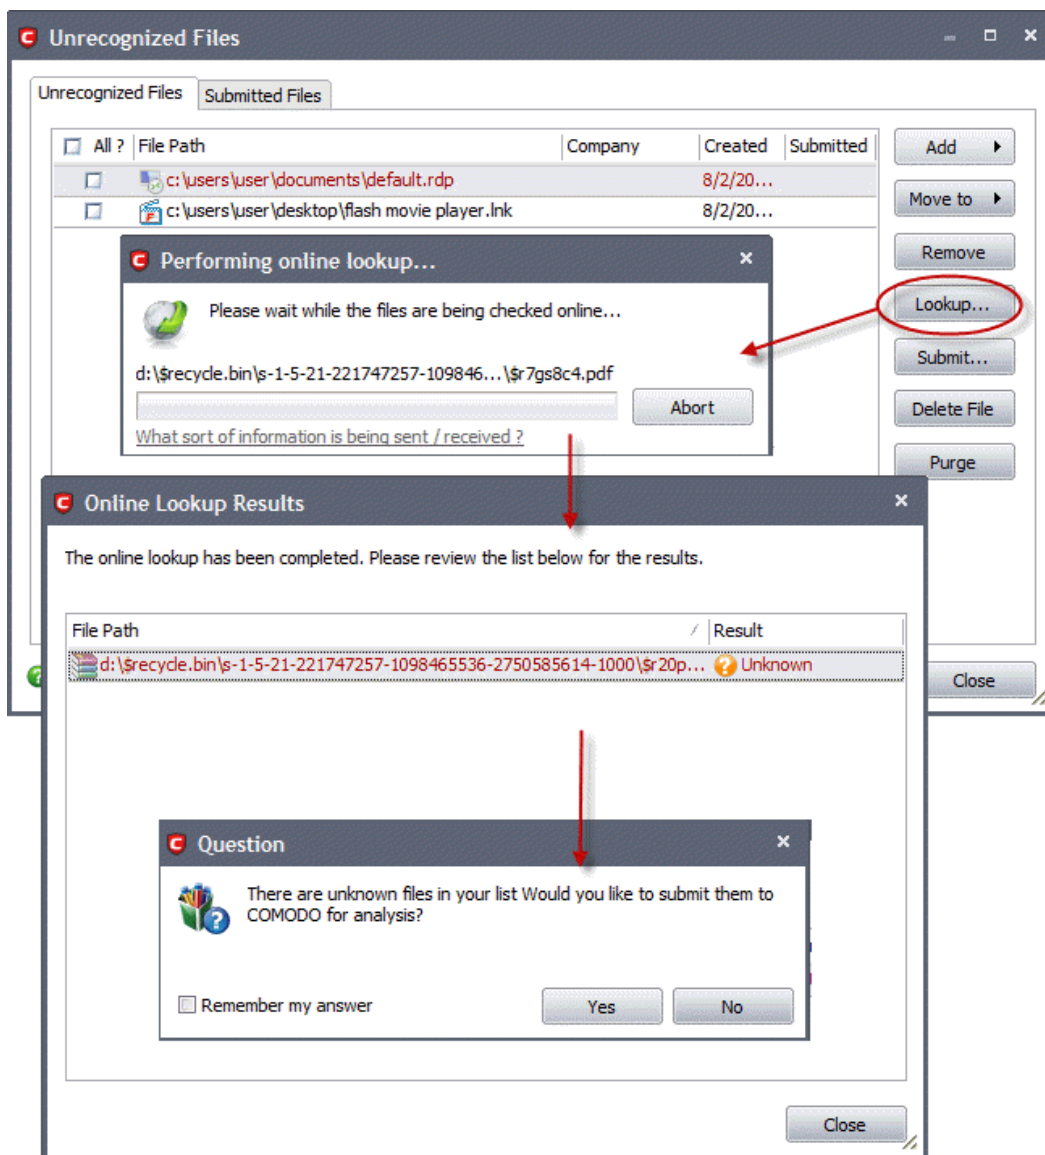 Unrecognized Files
Unrecognized Files Submitted Files
All ? File Path Company Created Submitted
c:\users\user\documents\default.rdp 8/2/20...
c:\users\user\desktop\flash movie player.lnk 8/2/20...
Add
Move to
Remove
Lookup...
Submit...
Delete File
Purge
Performing online lookup...
Please wait while the files are being checked online...
d:\$recycle.bin\s-1-5-21-221747257-109846...\$r7gs8c4.pdf
Abort
What sort of information is being sent / received ?
Online Lookup Results
The online lookup has been completed. Please review the list below for the results.
File Path Result
d:\$recycle.bin\s-1-5-21-221747257-1098465536-2750585614-1000\$r20p... Unknown
Close
Question
There are unknown files in your list Would you like to submit them to
COMODO for analysis?
Remember my answer Yes No
Close